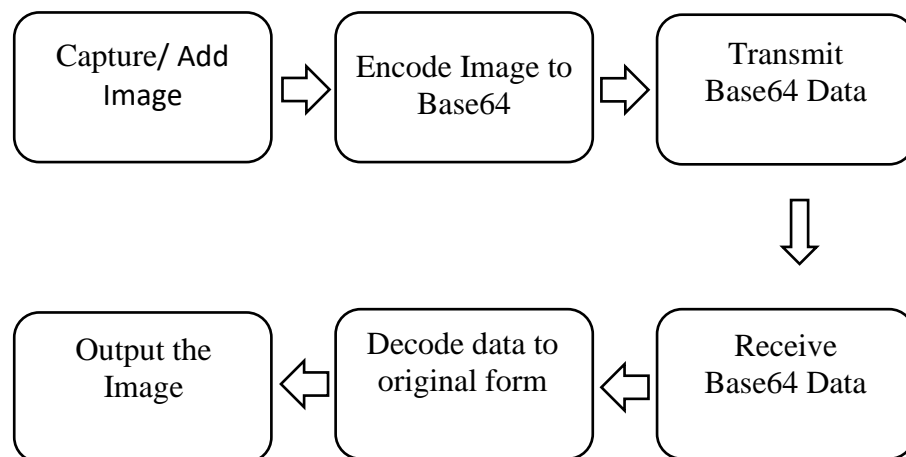 Capture/ Add
Image
Encode Image to
Base64
Transmit
Base64 Data
Receive
Base64 Data
Decode data to
original form
Output the
Image